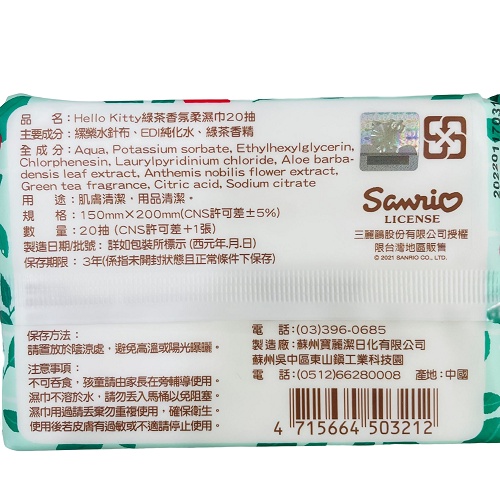 品　名：Hello Kitty綠茶香氛柔濕巾20抽
主要成分：縲縈水針布、EDI純化水、綠茶香精
全 成 分：Aqua, Potassium sorbate, Ethylhexylglycerin,
Chlorphenesin, Laurylpyridinium chloride, Aloe barba-
densis leaf extract, Anthemis nobilis flower extract,
Green tea fragrance, Citric acid, Sodium citrate
用　途：肌膚清潔，用品清潔。
規　格：150mm×200mm(CNS許可差±5%)
數　量：20抽 (CNS許可差+1張)
製造日期/批號：詳如包裝所標示 (西元年.月.日)
保存期限：3年(係指未開封狀態且正常條件下保存)
Sanrio
LICENSE
三麗鷗股份有限公司授權
限台灣地區販售
© 2021 SANRIO CO., LTD.
保存方法：
請置放於陰涼處，避免高溫或陽光曝曬。
注意事項：
不可吞食，孩童請由家長在旁輔導使用。
濕巾不溶於水，請勿丟入馬桶以免阻塞。
濕巾用過請丟棄勿重複使用，確保衛生。
使用後若皮膚有過敏或不適請停止使用。
電　話：(03)396-0685
製造廠：蘇州寶麗潔日化有限公司
蘇州吳中區東山鎮工業科技園
電　話：(0512)66280008　產地：中國
4 715664 503212